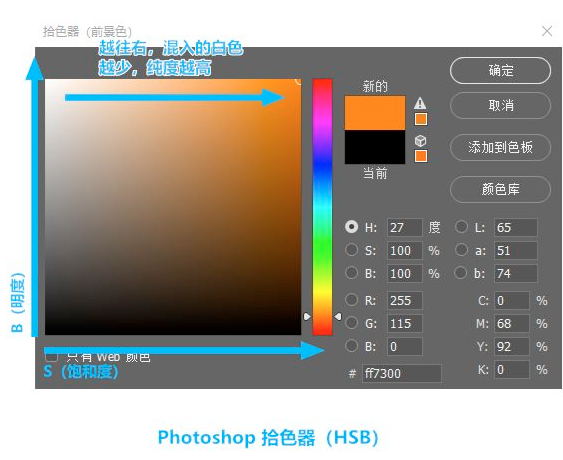 拾色器（前景色）
越往右，混入的白色
越少，纯度越高
新的
当前
确定
取消
添加到色板
颜色库
H: 27 度
S: 100 %
B: 100 %
R: 255
G: 115
B: 0
# ff7300
L: 65
a: 51
b: 74
C: 0 %
M: 68 %
Y: 92 %
K: 0 %
B（明度）
只有 Web 颜色
S（饱和度）
Photoshop 拾色器（HSB）